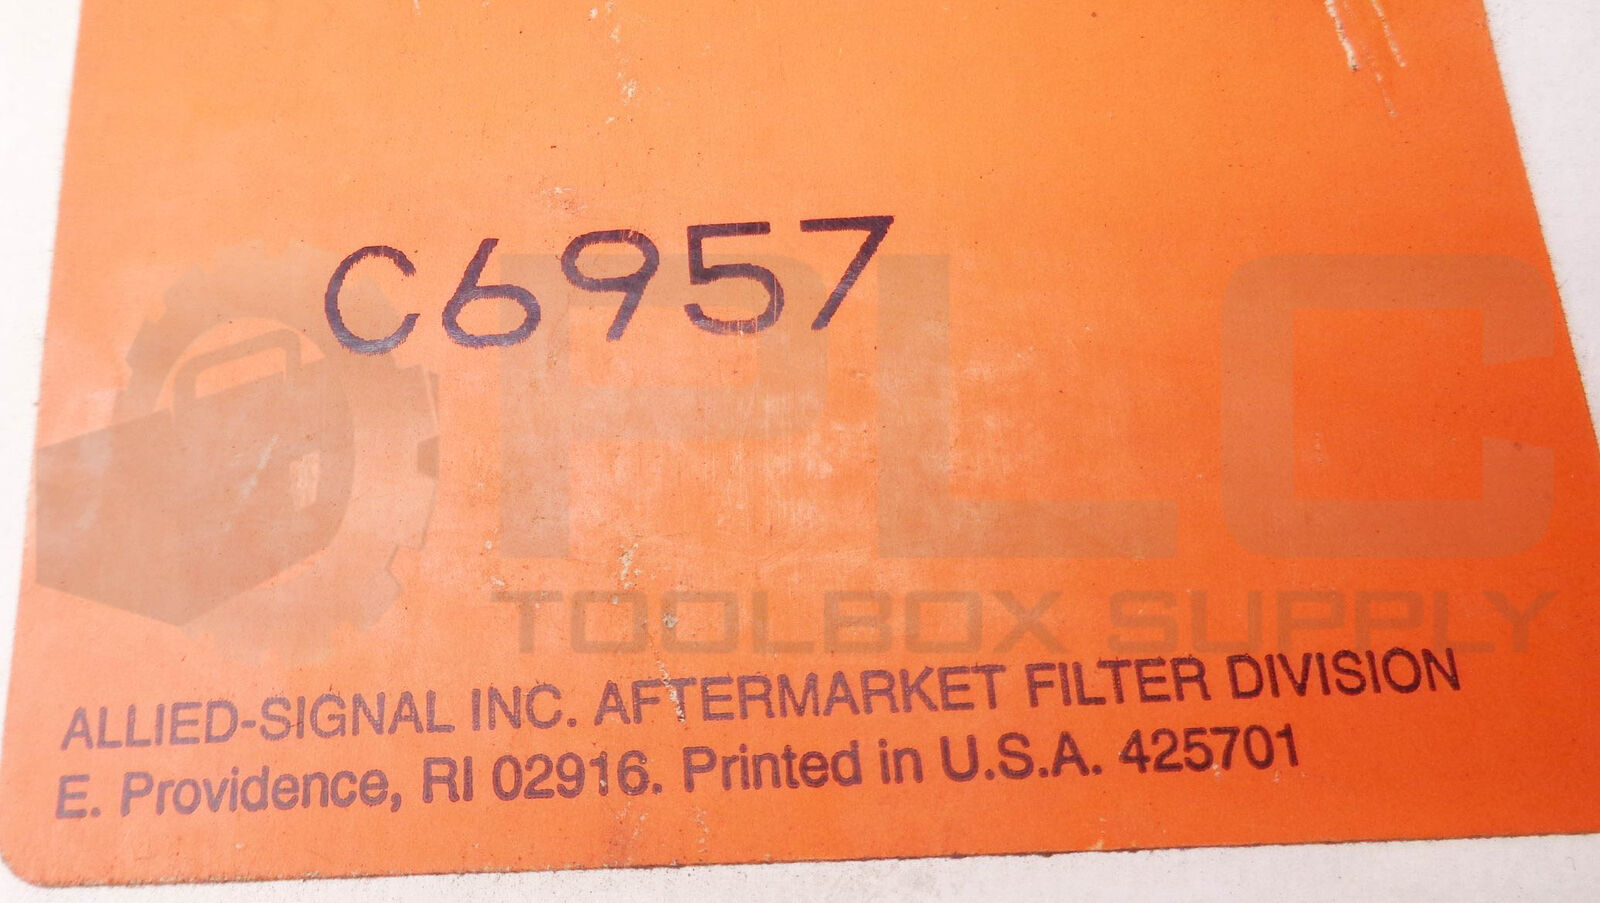 C6957
PLC
TOOLBOX SUPPLY
ALLIED-SIGNAL INC. AFTERMARKET FILTER DIVISION
E. Providence, RI 02916. Printed in U.S.A. 425701